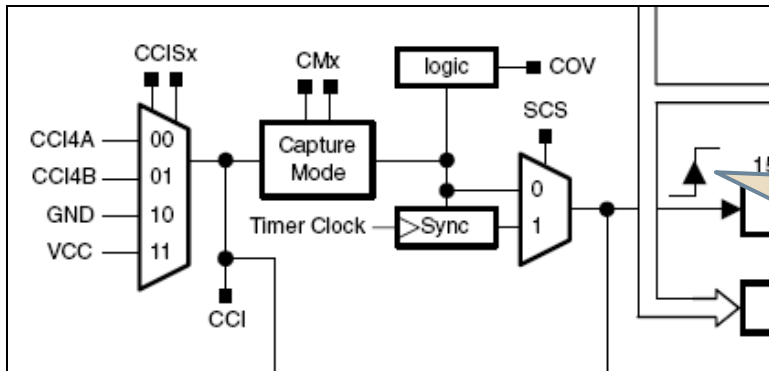 CCISx
CMx
logic
COV
SCS
CCI4A
00
CCI4B
01
GND
10
VCC
11
Capture
Mode
0
1
Timer Clock
Sync
CCI